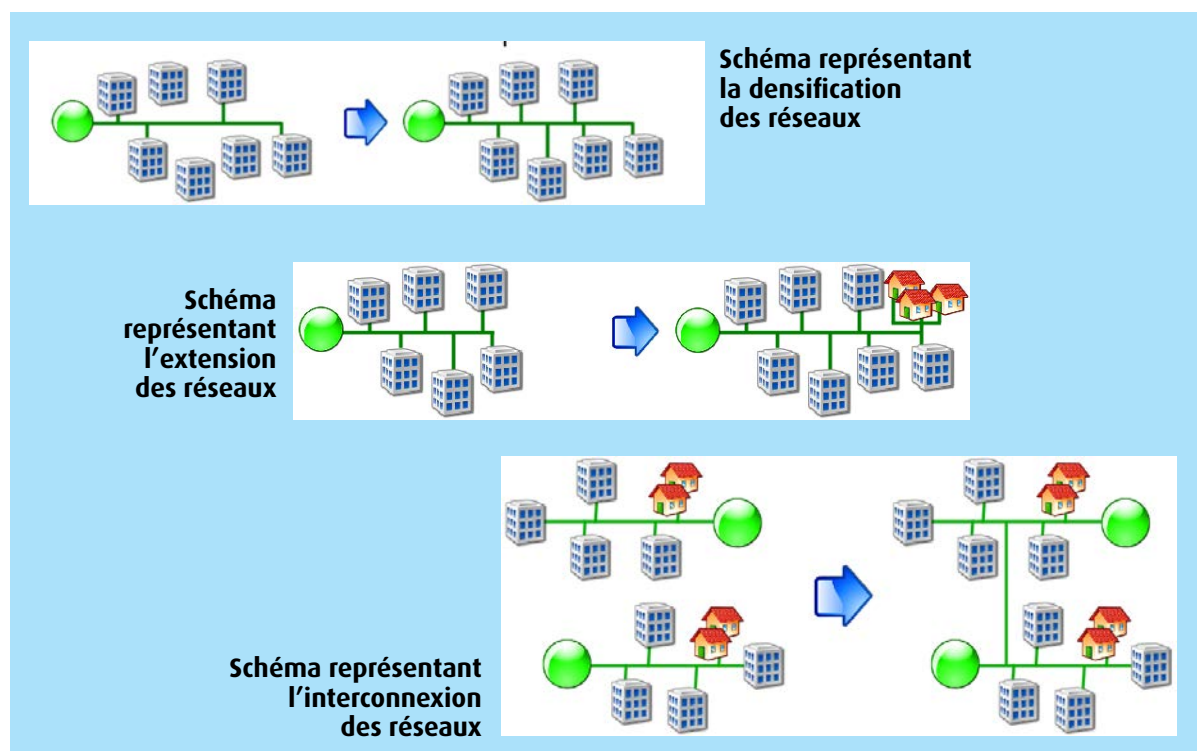 Schéma représentant
la densification
des réseaux
Schéma
représentant
l'extension
des réseaux
Schéma représentant
l'interconnexion
des réseaux